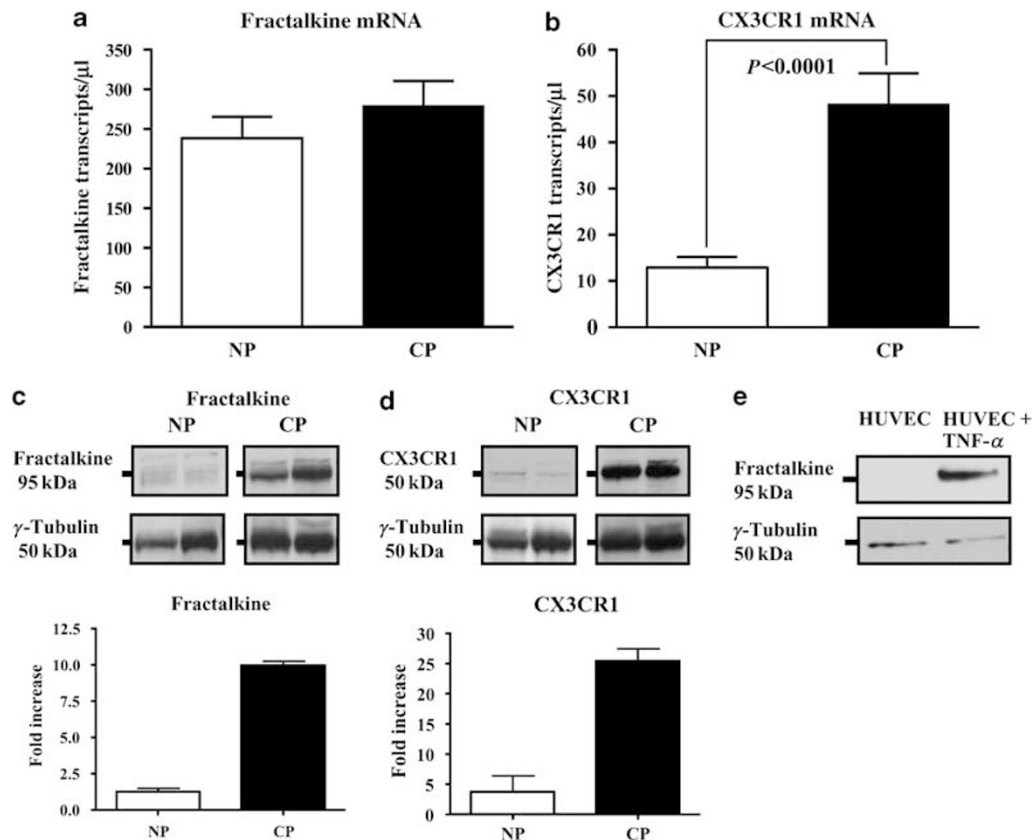 a
Fractalkine mRNA
Fractalkine transcripts/µl
350
300
250
200
150
100
50
0
NP
CP
b
CX3CR1 mRNA
P<0.0001
CX3CR1 transcripts/µl
60
50
40
30
20
10
0
NP
CP
c
Fractalkine
NP
CP
Fractalkine
95 kDa
γ-Tubulin
50 kDa
Fractalkine
Fold increase
12.5
10.0
7.5
5.0
2.5
0.0
NP
CP
d
CX3CR1
NP
CP
CX3CR1
50 kDa
γ-Tubulin
50 kDa
CX3CR1
Fold increase
30
25
20
15
10
5
0
NP
CP
e
HUVEC
HUVEC +
TNF-α
Fractalkine
95 kDa
γ-Tubulin
50 kDa